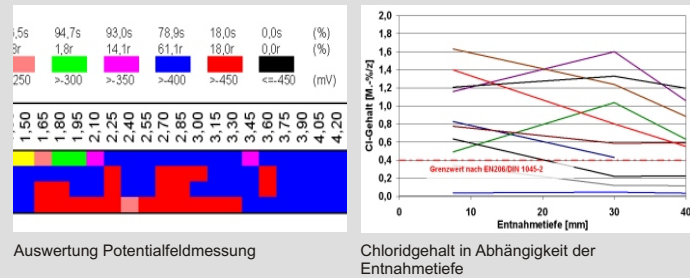 ,5s 94,7s 93,0s 78,9s 18,0s 0,0s (%)
8r 1,8r 14,1r 61,1r 18,0r 0,0r (%)
250 >-300 >-350 >-400 >-450 <=-450 (mV)
1,50 1,65 1,80 1,95 2,10 2,25 2,40 2,55 2,70 2,85 3,00 3,15 3,30 3,45 3,60 3,75 3,90 4,05 4,20
Auswertung Potentialfeldmessung
Cl-Gehalt [M.-%/z]
2,0
1,8
1,6
1,4
1,2
1,0
0,8
0,6
0,4
0,2
0,0
Grenzwert nach EN206/DIN 1045-2
0 10 20 30 40
Entnahmetiefe [mm]
Chloridgehalt in Abhängigkeit der
Entnahmetiefe